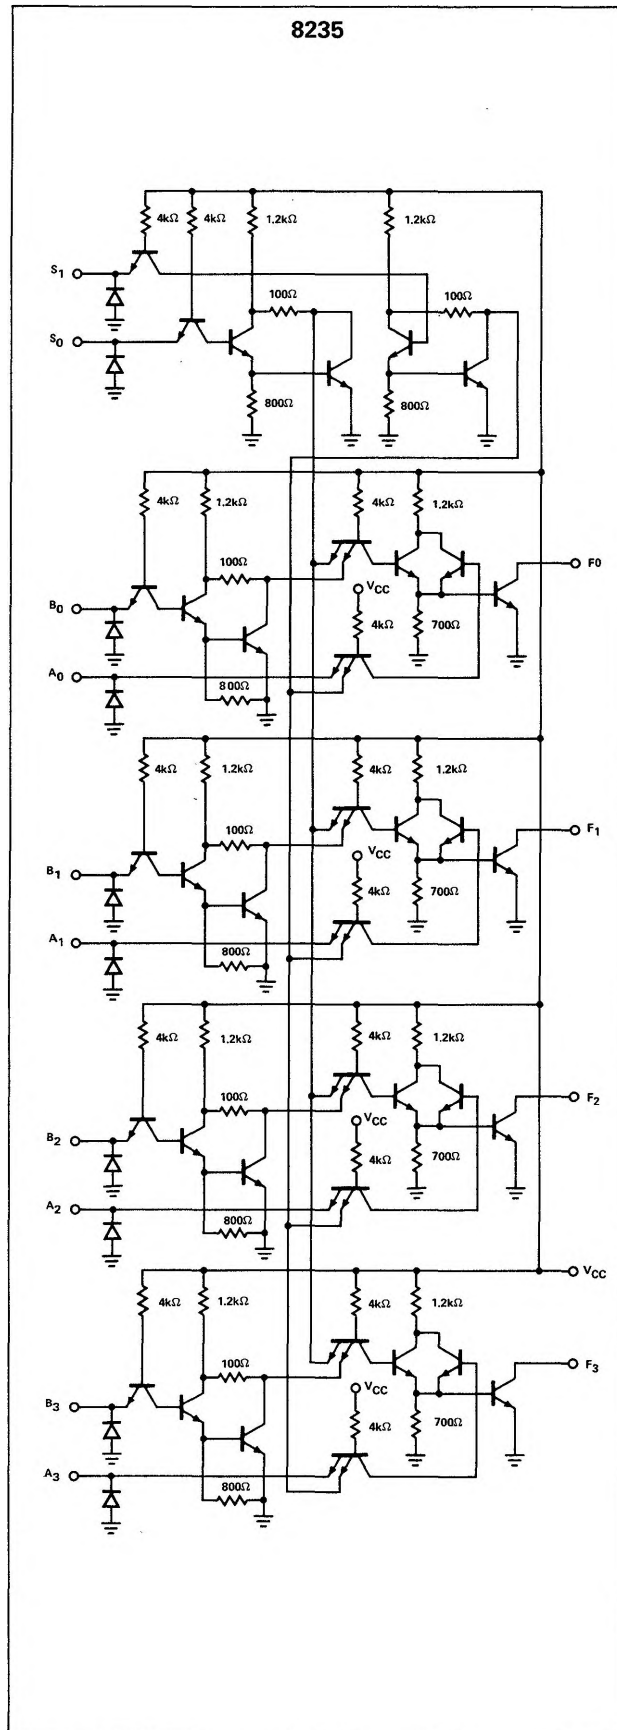 8235
4kΩ 4kΩ 1.2kΩ 1.2kΩ
S1
100Ω 100Ω
S0
800Ω 800Ω
4kΩ 1.2kΩ 4kΩ 1.2kΩ
100Ω F0
VCC
B0
4kΩ 700Ω
A0
800Ω
4kΩ 1.2kΩ 4kΩ 1.2kΩ
100Ω F1
VCC
B1
4kΩ 700Ω
A1
800Ω
4kΩ 1.2kΩ 4kΩ 1.2kΩ
100Ω F2
VCC
B2
4kΩ 700Ω
A2
800Ω
VCC
4kΩ 1.2kΩ 4kΩ 1.2kΩ
100Ω F3
VCC
B3
4kΩ 700Ω
A3
800Ω